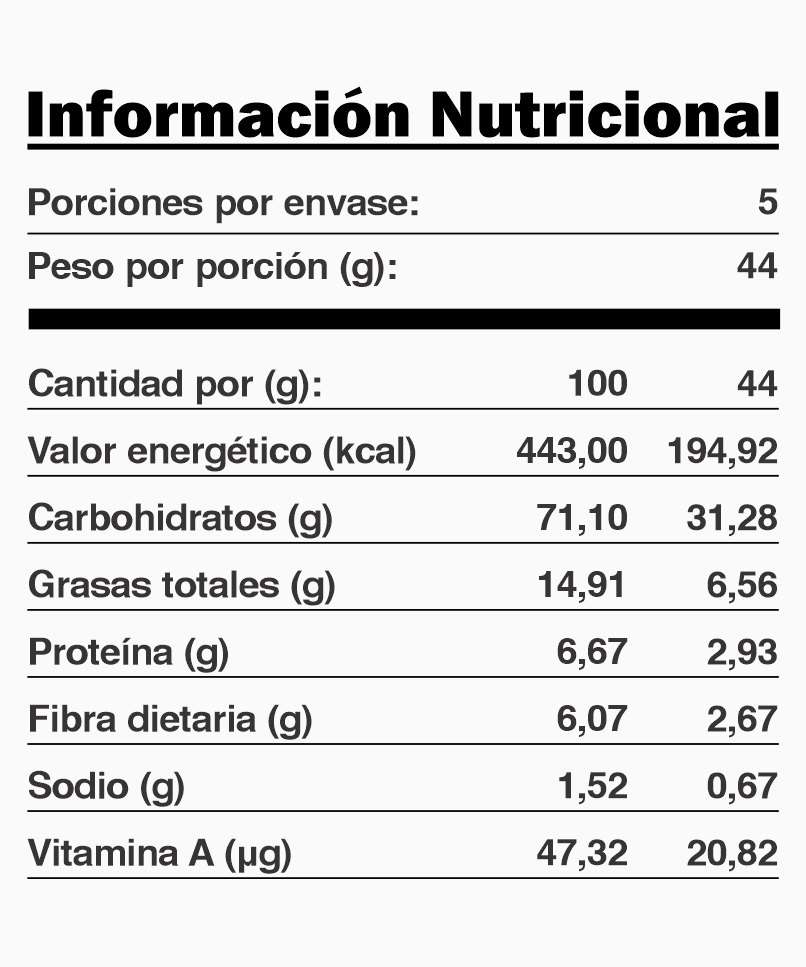 Información Nutricional
Porciones por envase: 5
Peso por porción (g): 44
Cantidad por (g): 100 44
Valor energético (kcal) 443,00 194,92
Carbohidratos (g) 71,10 31,28
Grasas totales (g) 14,91 6,56
Proteína (g) 6,67 2,93
Fibra dietaria (g) 6,07 2,67
Sodio (g) 1,52 0,67
Vitamina A (µg) 47,32 20,82